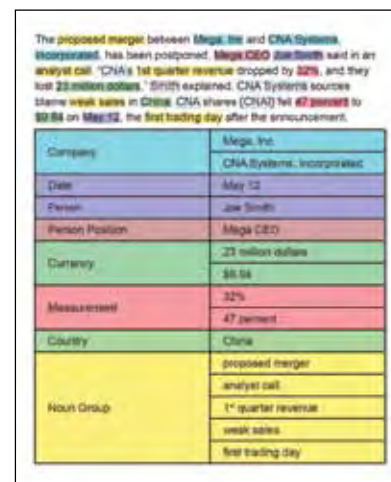 The proposed merger between Mega, Inc and CNA Systems,
Incorporated, has been postponed, Mega CEO Joe Smith said in an
analyst call. "CNA's 1st quarter revenue dropped by 32%, and they
lost 23 million dollars," Smith explained. CNA Systems sources
blame weak sales in China. CNA shares (CNAI) fell 47 percent to
$9.94 on May 12, the first trading day after the announcement.
Company
Mega, Inc.
CNA Systems, Incorporated
Date
May 12
Person
Joe Smith
Person Position
Mega CEO
Currency
23 million dollars
Measurement
32%
47 percent
Country
China
Noun Group
proposed merger
analyst call
1st quarter revenue
weak sales
first trading day